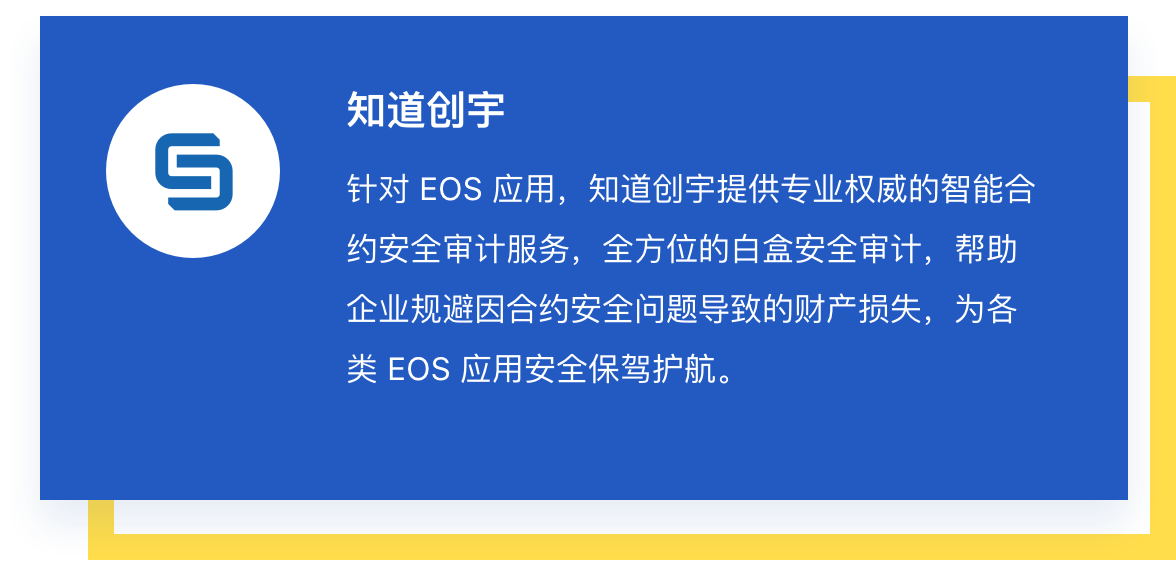 知道创宇
针对 EOS 应用，知道创宇提供专业权威的智能合
约安全审计服务，全方位的白盒安全审计，帮助
企业规避因合约安全问题导致的财产损失，为各
类 EOS 应用安全保驾护航。